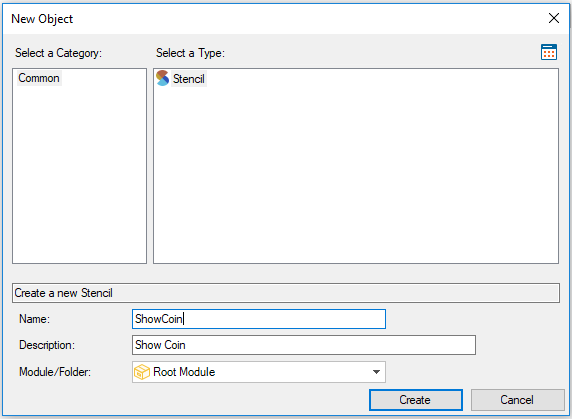 New Object
Select a Category:
Select a Type:
Common
Stencil
Create a new Stencil
Name:
ShowCoin
Description:
Show Coin
Module/Folder:
Root Module
Create
Cancel